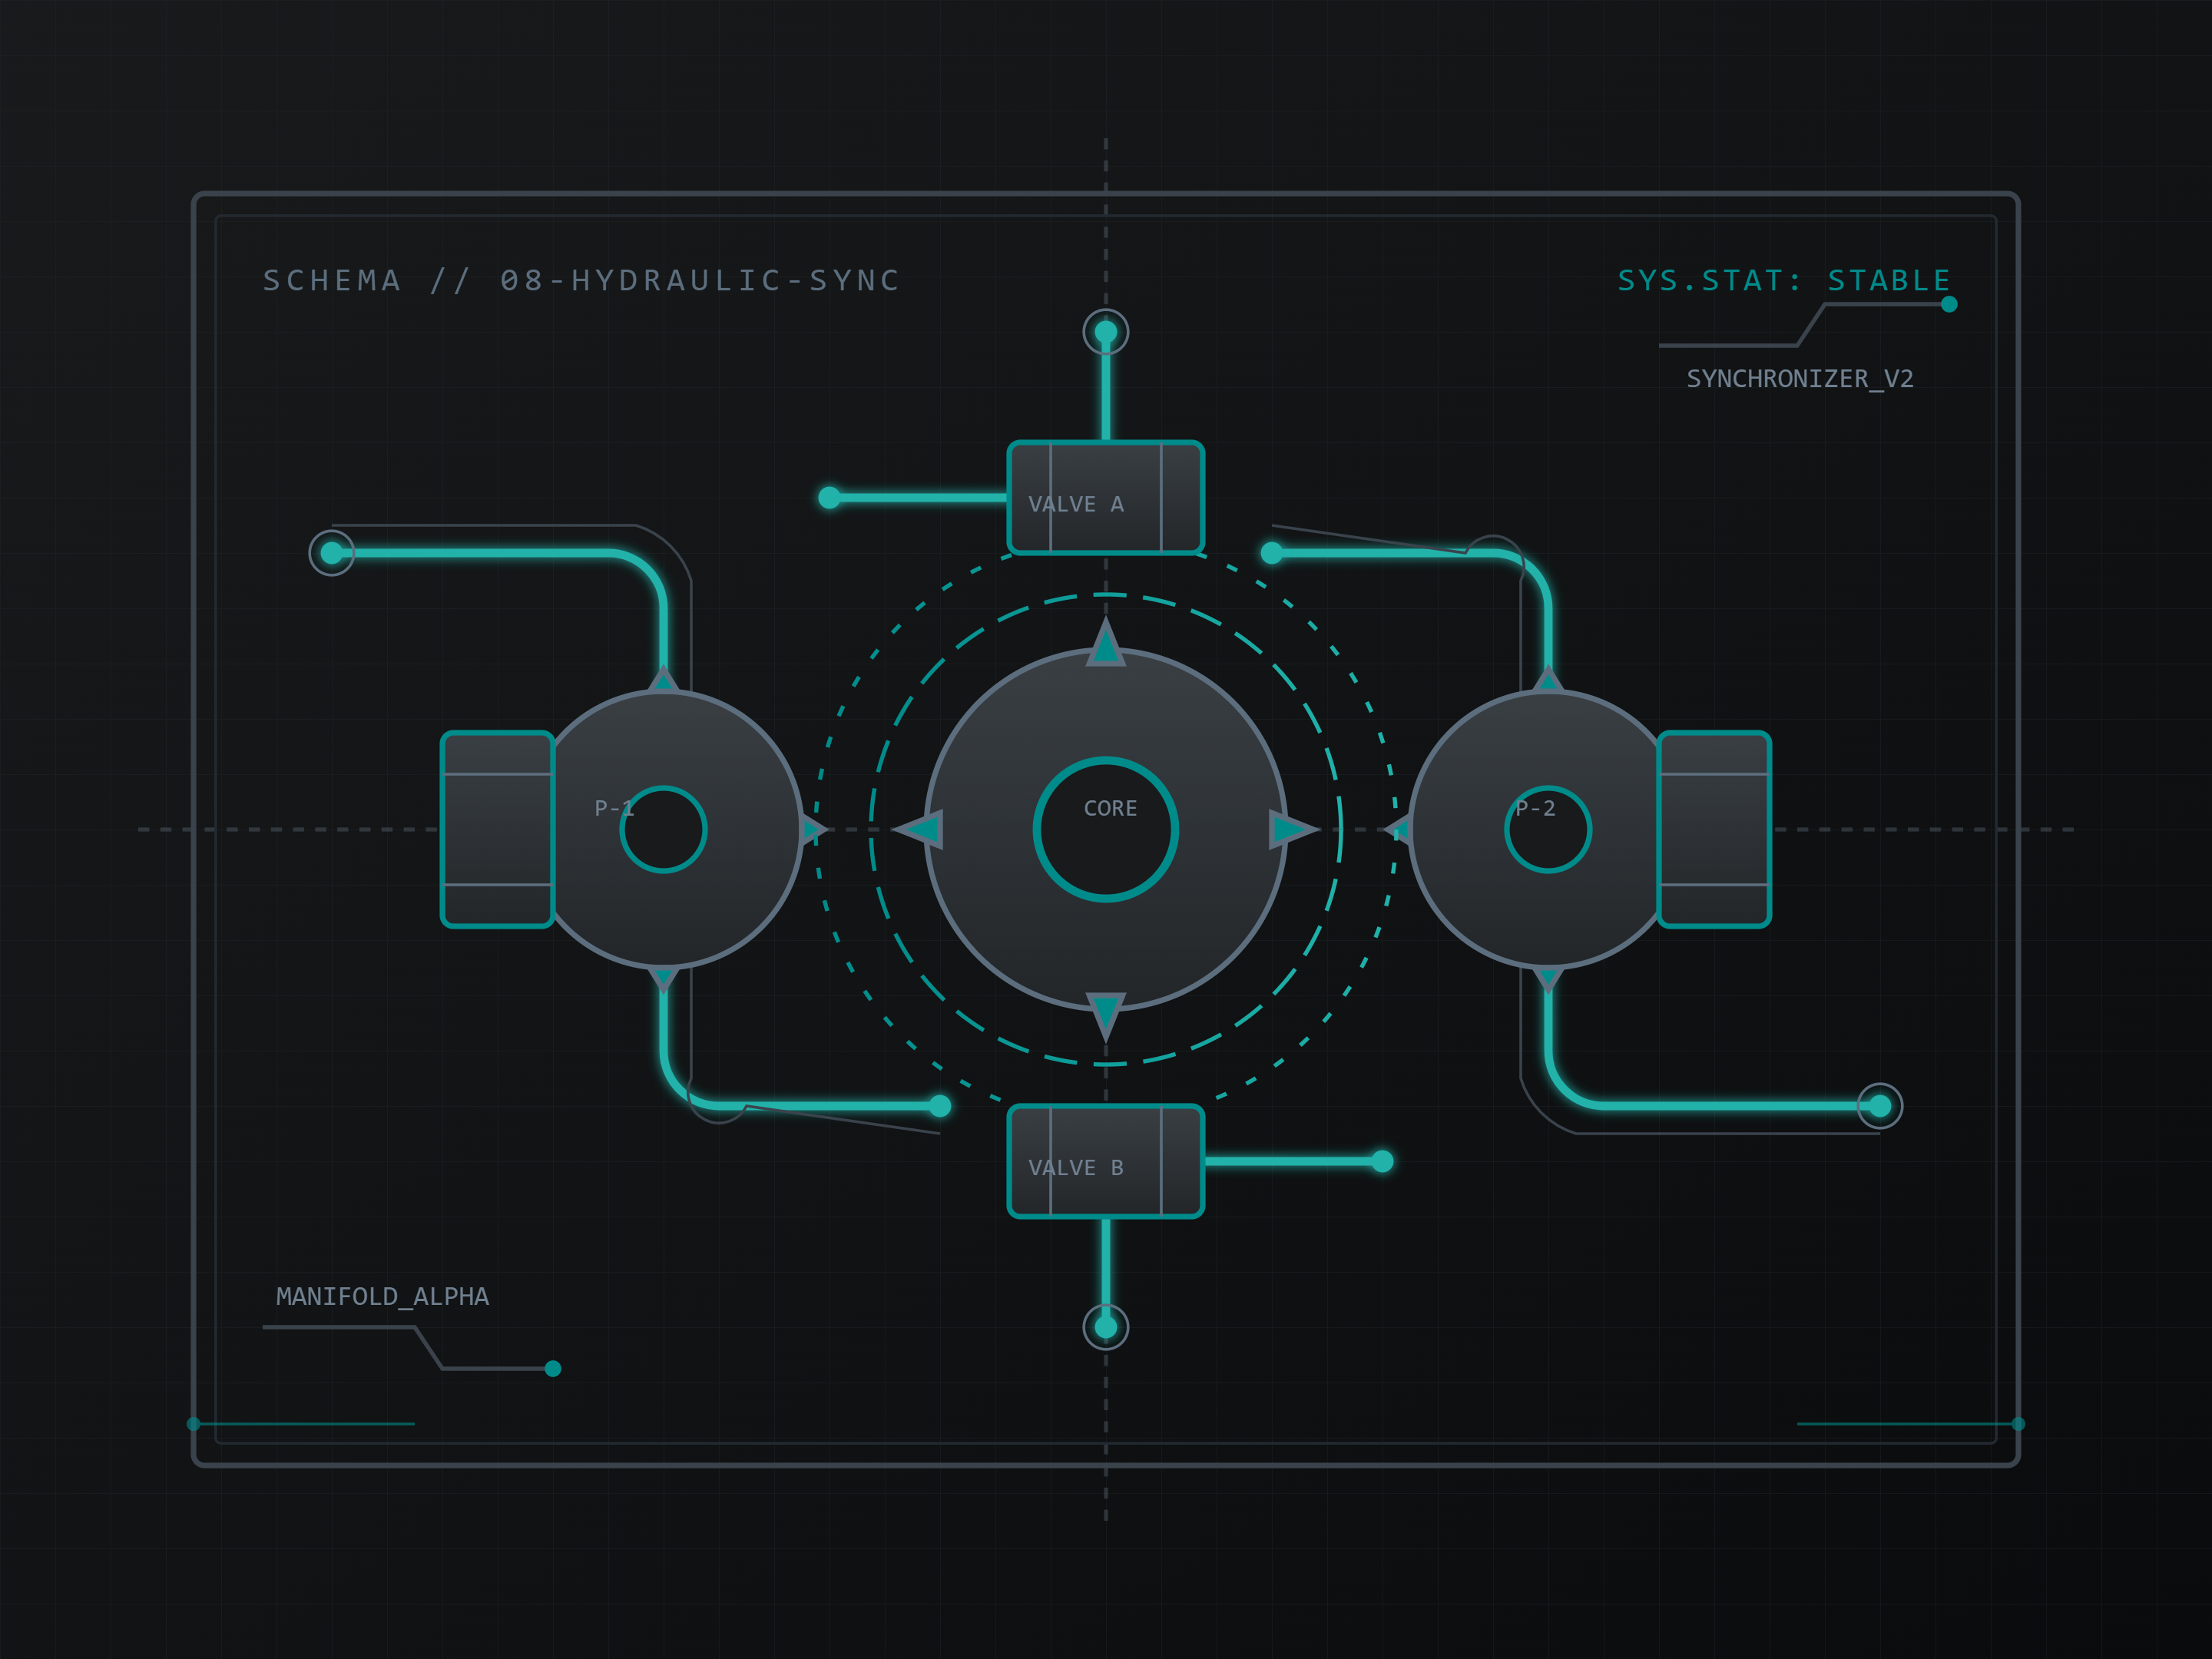 SCHEMA // 08-HYDRAULIC-SYNC
SYS.STAT: STABLE
SYNCHRONIZER_V2
VALVE A
P-1
CORE
P-2
VALVE B
MANIFOLD_ALPHA